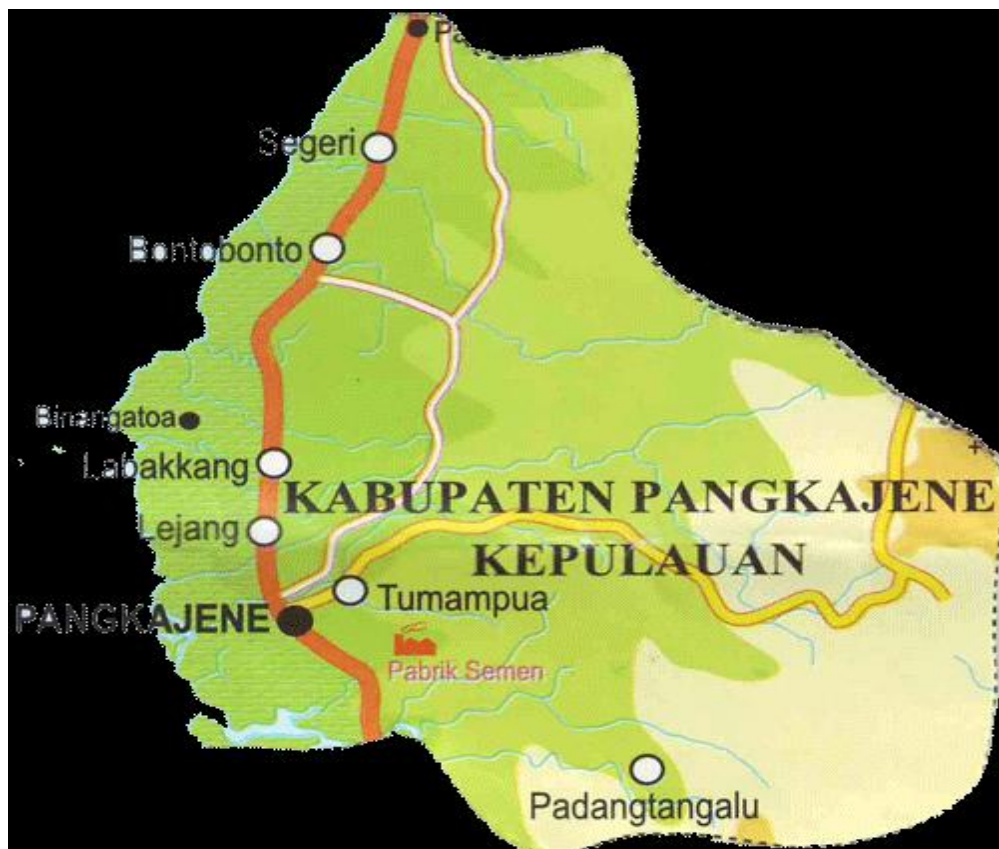 Segeri
Bontobonto
Binangatoa
Labakkang
KABUPATEN PANGKAJENE
Lejang
KEPULAUAN
Tumampua
PANGKAJENE
Pabrik Semen
Padangtangalu